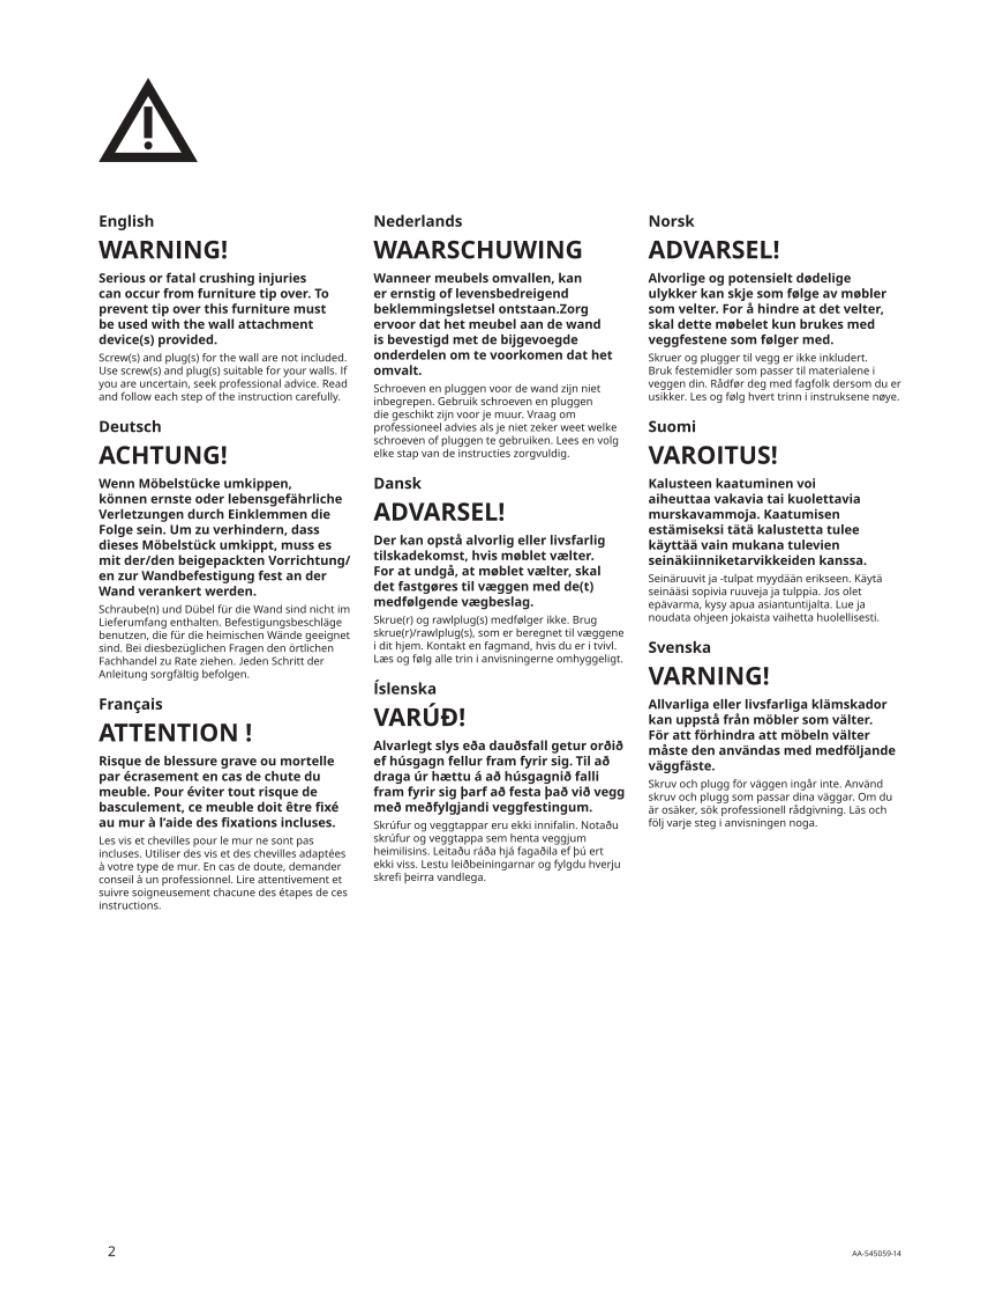 English
WARNING!
Serious or fatal crushing injuries
can occur from furniture tip over. To
prevent tip over this furniture must
be used with the wall attachment
device(s) provided.
Screw(s) and plug(s) for the wall are not included.
Use screw(s) and plug(s) suitable for your walls. If
you are uncertain, seek professional advice. Read
and follow each step of the instruction carefully.
Deutsch
ACHTUNG!
Wenn Möbelstücke umkippen,
können ernste oder lebensgefährliche
Verletzungen durch Einklemmen die
Folge sein. Um zu verhindern, dass
dieses Möbelstück umkippt, muss es
mit der/den beigepackten Vorrichtung/
en zur Wandbefestigung fest an der
Wand verankert werden.
Schraube(n) und Dübel für die Wand sind nicht im
Lieferumfang enthalten. Befestigungsbeschläge
benutzen, die für die heimischen Wände geeignet
sind. Bei diesbezüglichen Fragen den örtlichen
Fachhandel zu Rate ziehen. Jeden Schritt der
Anleitung sorgfältig befolgen.
Français
ATTENTION !
Risque de blessure grave ou mortelle
par écrasement en cas de chute du
meuble. Pour éviter tout risque de
basculement, ce meuble doit être fixé
au mur à l’aide des fixations incluses.
Les vis et chevilles pour le mur ne sont pas
incluses. Utiliser des vis et des chevilles adaptées
à votre type de mur. En cas de doute, demander
conseil à un professionnel. Lire attentivement et
suivre soigneusement chacune des étapes de ces
instructions.
Nederlands
WAARSCHUWING
Wanneer meubels omvallen, kan
er ernstig of levensbedreigend
beklemmingsletsel ontstaan.Zorg
ervoor dat het meubel aan de wand
is bevestigd met de bijgevoegde
onderdelen om te voorkomen dat het
omvalt.
Schroeven en pluggen voor de wand zijn niet
inbegrepen. Gebruik schroeven en pluggen
die geschikt zijn voor je muur. Vraag om
professioneel advies als je niet zeker weet welke
schroeven of pluggen te gebruiken. Lees en volg
elke stap van de instructies zorgvuldig.
Dansk
ADVARSEL!
Der kan opstå alvorlig eller livsfarlig
tilskadekomst, hvis møblet vælter.
For at undgå, at møblet vælter, skal
det fastgøres til væggen med de(t)
medfølgende vægbeslag.
Skrue(r) og rawlplug(s) medfølger ikke. Brug
skrue(r)/rawlplug(s), som er beregnet til væggene
i dit hjem. Kontakt en fagmand, hvis du er i tvivl.
Læs og følg alle trin i anvisningerne omhyggeligt.
Íslenska
VARÚÐ!
Alvarlegt slys eða dauðsfall getur orðið
ef húsgagn fellur fram fyrir sig. Til að
draga úr hættu á að húsgagnið falli
fram fyrir sig þarf að festa það við vegg
með meðfylgjandi veggfestingum.
Skrúfur og veggtappar eru ekki innifalin. Notaðu
skrúfur og veggtappa sem henta veggjum
heimilisins. Leitaðu ráða hjá fagaðila ef þú ert
ekki viss. Lestu leiðbeiningarnar og fylgdu hverju
skrefi þeirra vandlega.
Norsk
ADVARSEL!
Alvorlige og potensielt dødelige
ulykker kan skje som følge av møbler
som velter. For å hindre at det velter,
skal dette møbelet kun brukes med
veggfestene som følger med.
Skruer og plugger til vegg er ikke inkludert.
Bruk festemidler som passer til materialene i
veggen din. Rådfør deg med fagfolk dersom du er
usikker. Les og følg hvert trinn i instruksene nøye.
Suomi
VAROITUS!
Kalusteen kaatuminen voi
aiheuttaa vakavia tai kuolettavia
murskavammoja. Kaatumisen
estämiseksi tätä kalustetta tulee
käyttää vain mukana tulevien
seinäkiinniketarvikkeiden kanssa.
Seinäruuvit ja -tulpat myydään erikseen. Käytä
seinääsi sopivia ruuveja ja tulppia. Jos olet
epävarma, kysy apua asiantuntijalta. Lue ja
noudata ohjeen jokaista vaihetta huolellisesti.
Svenska
VARNING!
Allvarliga eller livsfarliga klämskador
kan uppstå från möbler som välter.
För att förhindra att möbeln välter
måste den användas med medföljande
väggfäste.
Skruv och plugg för väggen ingår inte. Använd
skruv och plugg som passar dina väggar. Om du
är osäker, sök professionell rådgivning. Läs och
följ varje steg i anvisningen noga.
2
AA-545059-14